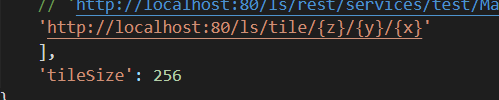 // 'http://localhost:80/ls/rest/services/test/Ma
'http://localhost:80/ls/tile/{z}/{y}/{x}'
],
'tileSize': 256
}